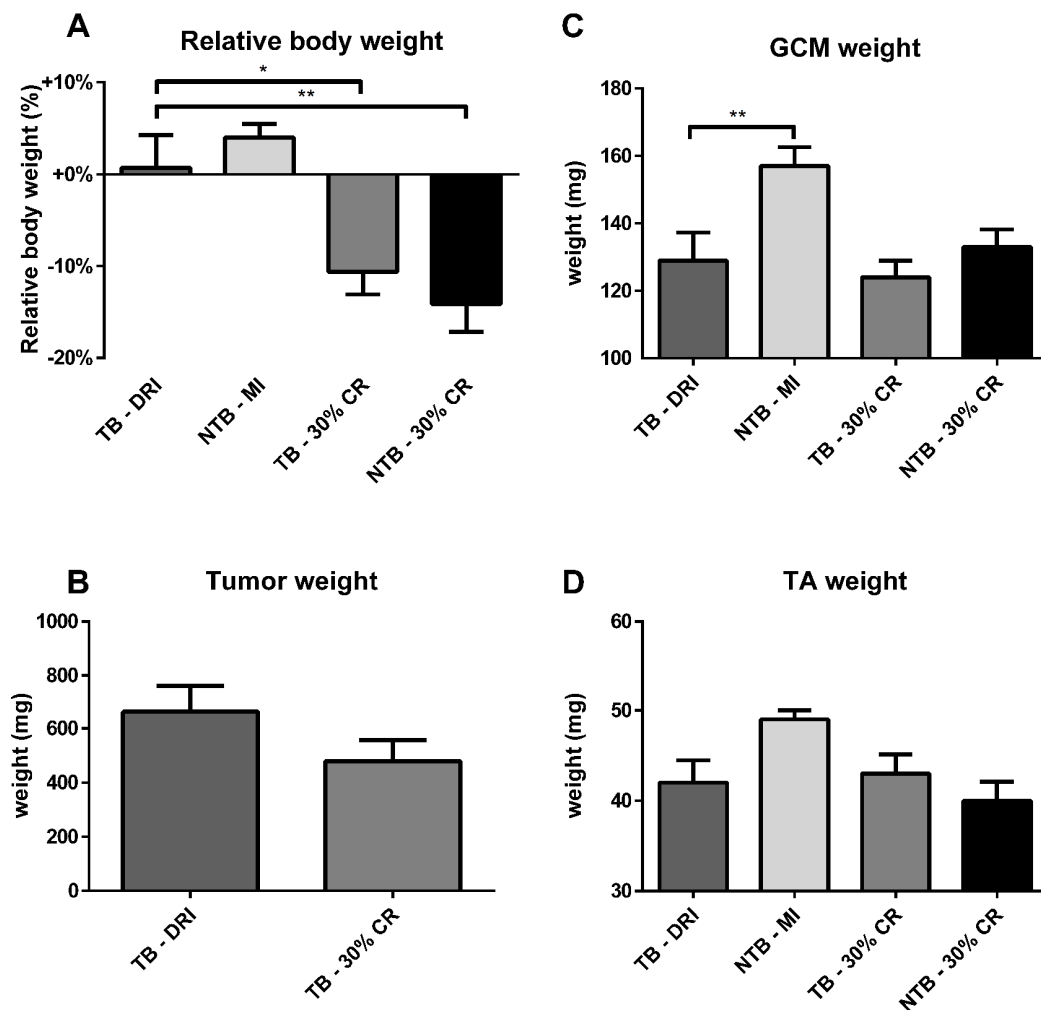 A
Relative body weight
Relative body weight (%)
+10%
+0%
-10%
-20%
*
**
TB - DRI
NTB - MI
TB - 30% CR
NTB - 30% CR
C
GCM weight
weight (mg)
180
160
140
120
100
**
TB - DRI
NTB - MI
TB - 30% CR
NTB - 30% CR
B
Tumor weight
weight (mg)
1000
800
600
400
200
0
TB - DRI
TB - 30% CR
D
TA weight
weight (mg)
60
50
40
30
TB - DRI
NTB - MI
TB - 30% CR
NTB - 30% CR